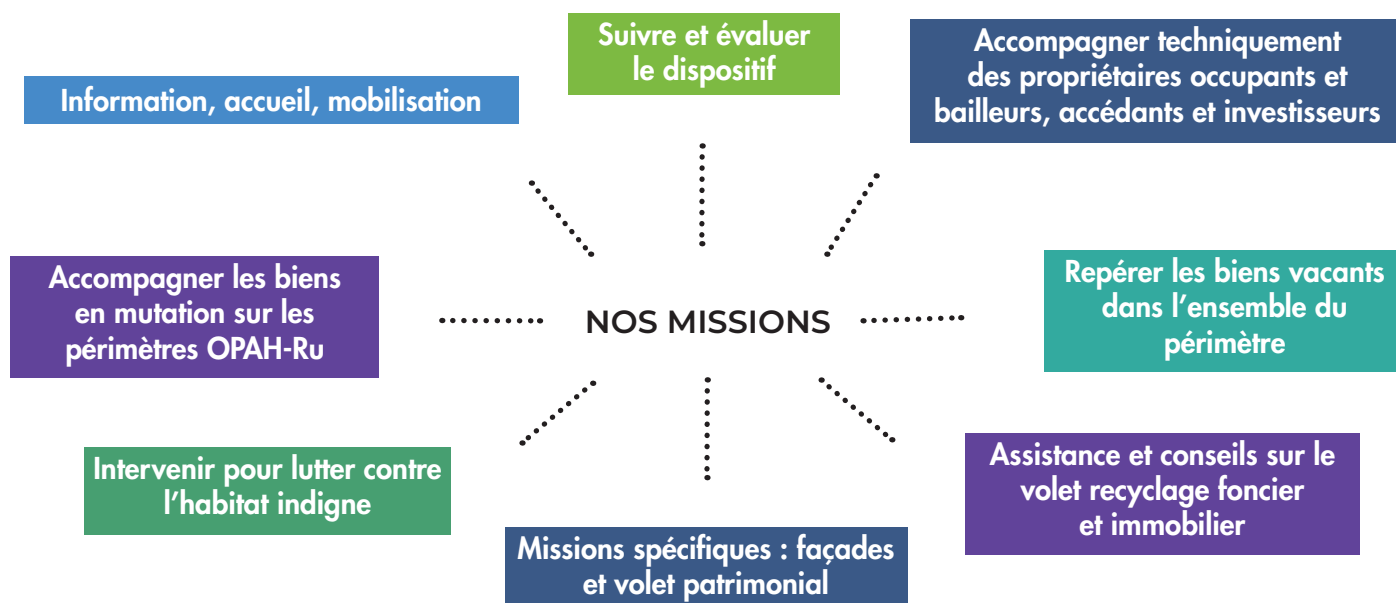 Suivre et évaluer
le dispositif
Accompagner techniquement
des propriétaires occupants et
bailleurs, accédants et investisseurs
Information, accueil, mobilisation
Accompagner les biens
en mutation sur les
périmètres OPAH-Ru
NOS MISSIONS
Repérer les biens vacants
dans l’ensemble du
périmètre
Intervenir pour lutter contre
l’habitat indigne
Assistance et conseils sur le
volet recyclage foncier
et immobilier
Missions spécifiques : façades
et volet patrimonial